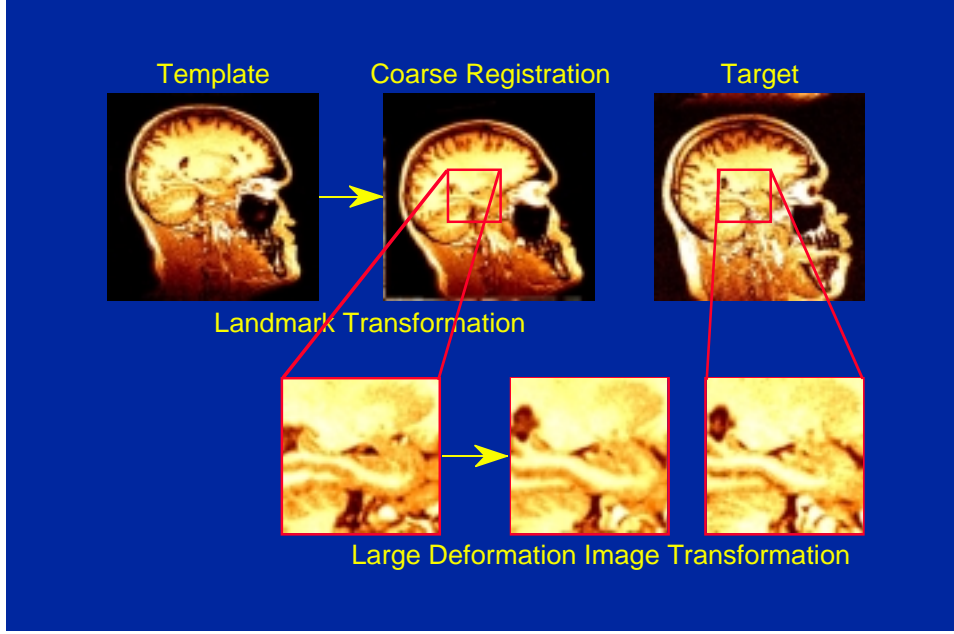 Template
Coarse Registration
Target
Landmark Transformation
Large Deformation Image Transformation